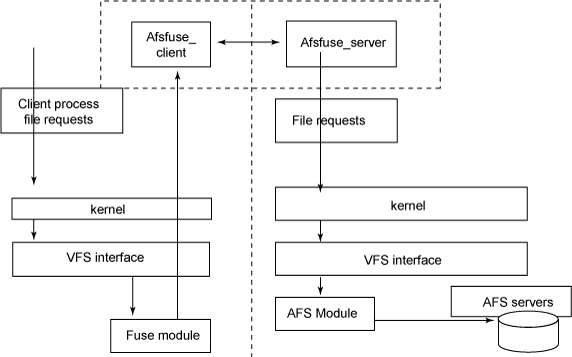 Afsfuse_
client
Afsfuse_server
Client process
file requests
File requests
kernel
kernel
VFS interface
VFS interface
Fuse module
AFS Module
AFS servers